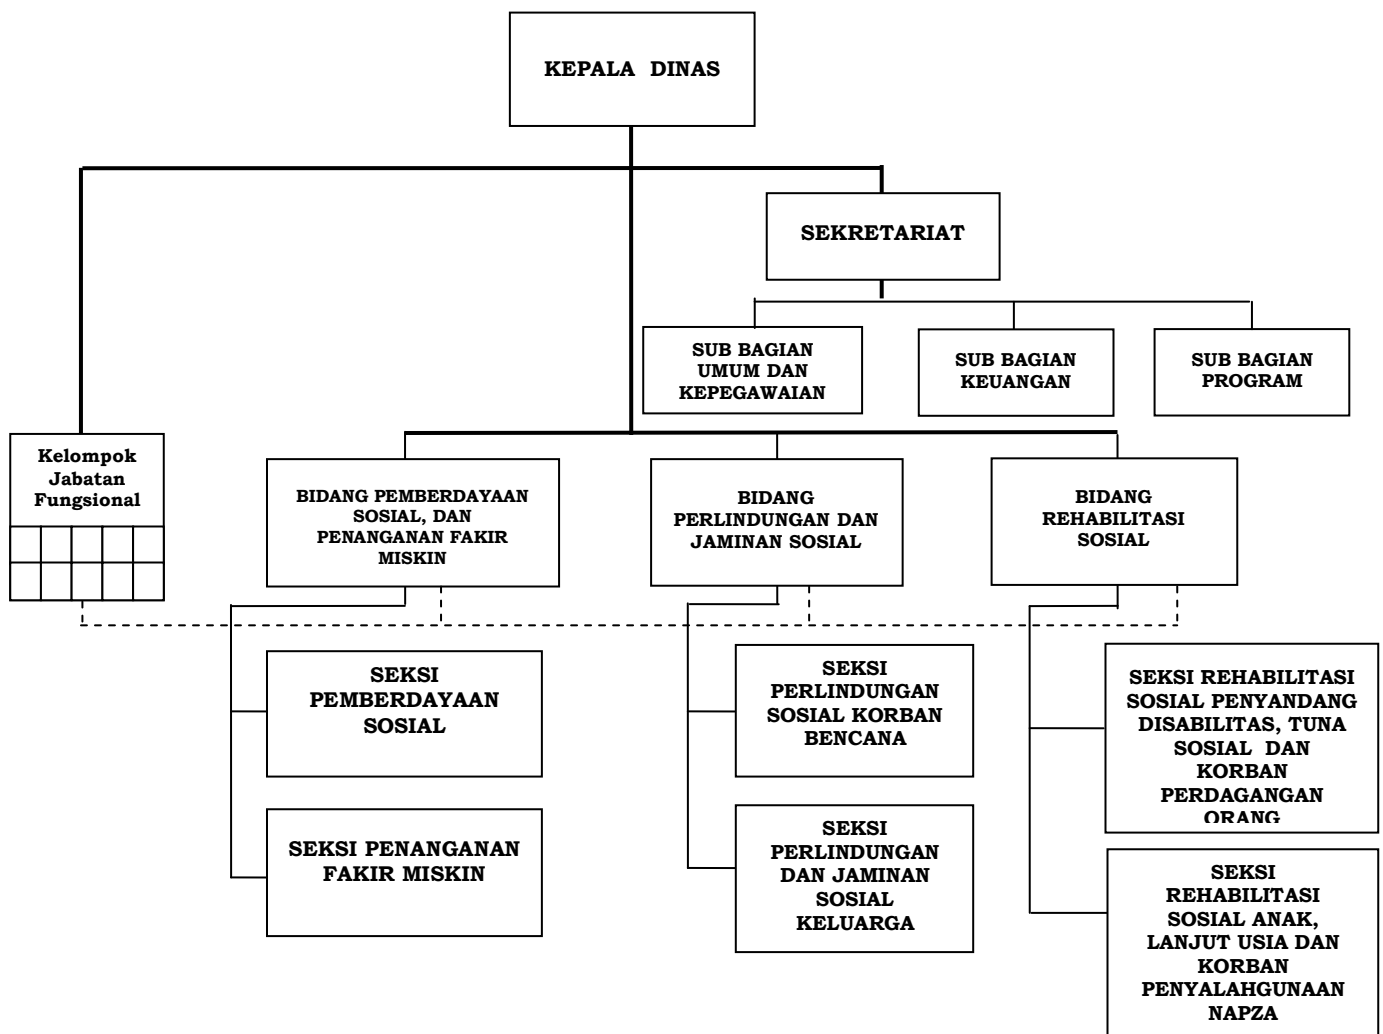 KEPALA DINAS
SEKRETARIAT
SUB BAGIAN
UMUM DAN
KEPEGAWAIAN
SUB BAGIAN
KEUANGAN
SUB BAGIAN
PROGRAM
Kelompok
Jabatan
Fungsional
BIDANG PEMBERDAYAAN
SOSIAL, DAN
PENANGANAN FAKIR
MISKIN
BIDANG
PERLINDUNGAN DAN
JAMINAN SOSIAL
BIDANG
REHABILITASI
SOSIAL
SEKSI
PEMBERDAYAAN
SOSIAL
SEKSI PENANGANAN
FAKIR MISKIN
SEKSI
PERLINDUNGAN
SOSIAL KORBAN
BENCANA
SEKSI
PERLINDUNGAN
DAN JAMINAN
SOSIAL
KELUARGA
SEKSI REHABILITASI
SOSIAL PENYANDANG
DISABILITAS, TUNA
SOSIAL DAN
KORBAN
PERDAGANGAN
ORANG
SEKSI
REHABILITASI
SOSIAL ANAK,
LANJUT USIA DAN
KORBAN
PENYALAHGUNAAN
NAPZA